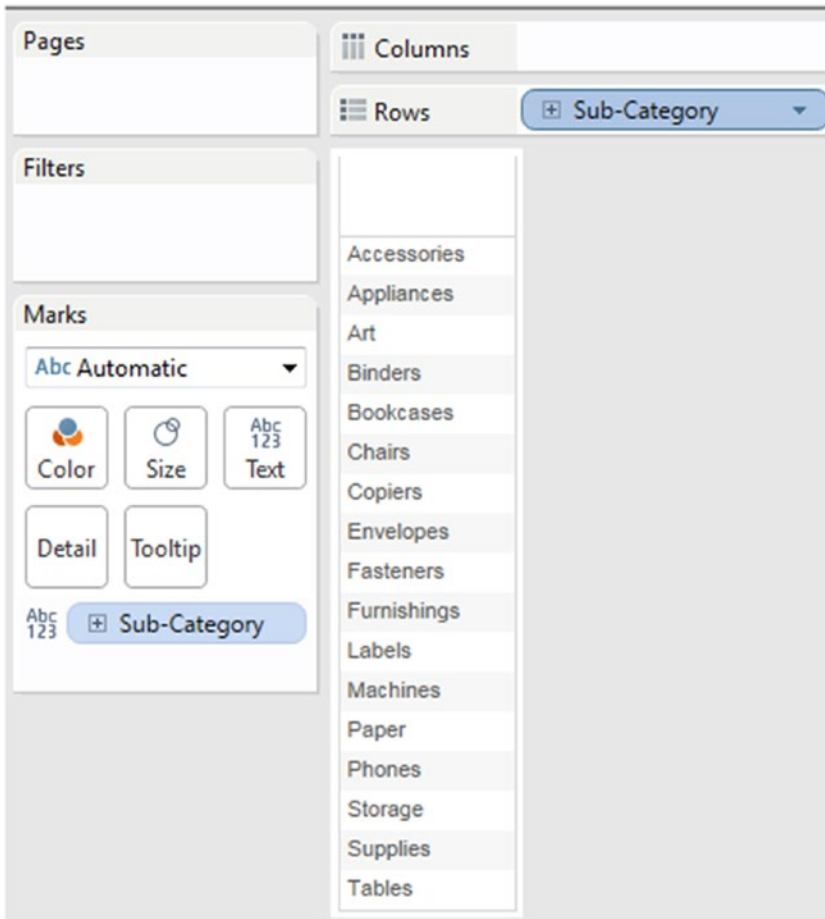 Pages
Columns
Rows
Sub-Category
Filters
Marks
Abc Automatic
Color
Size
Abc
123
Text
Detail
Tooltip
Abc
123
Sub-Category
Accessories
Appliances
Art
Binders
Bookcases
Chairs
Copiers
Envelopes
Fasteners
Furnishings
Labels
Machines
Paper
Phones
Storage
Supplies
Tables